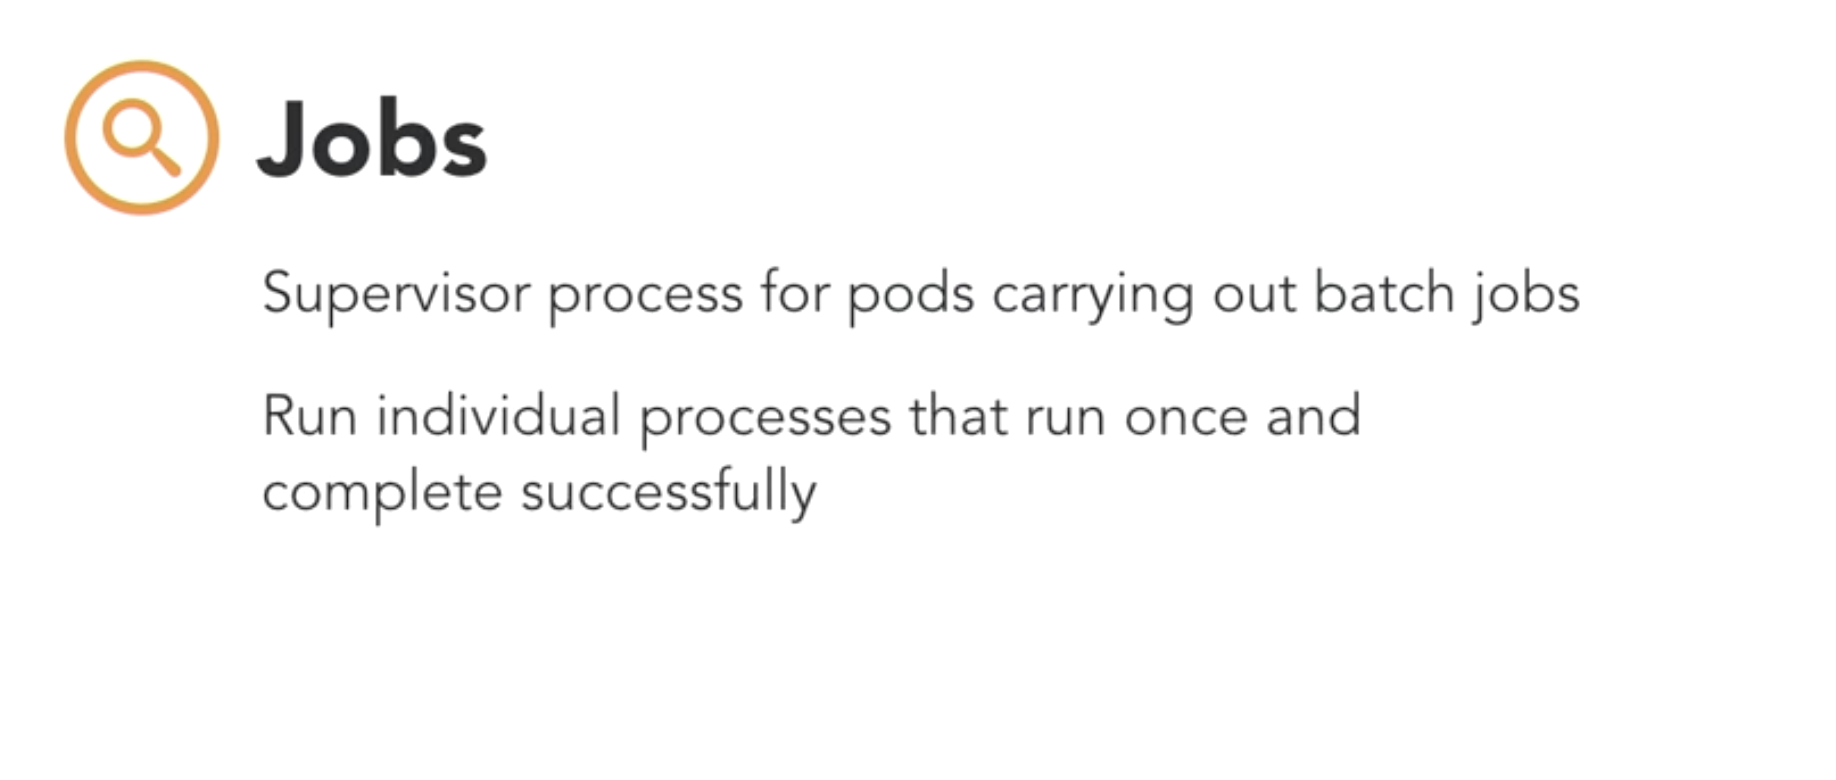 Jobs
Supervisor process for pods carrying out batch jobs
Run individual processes that run once and
complete successfully